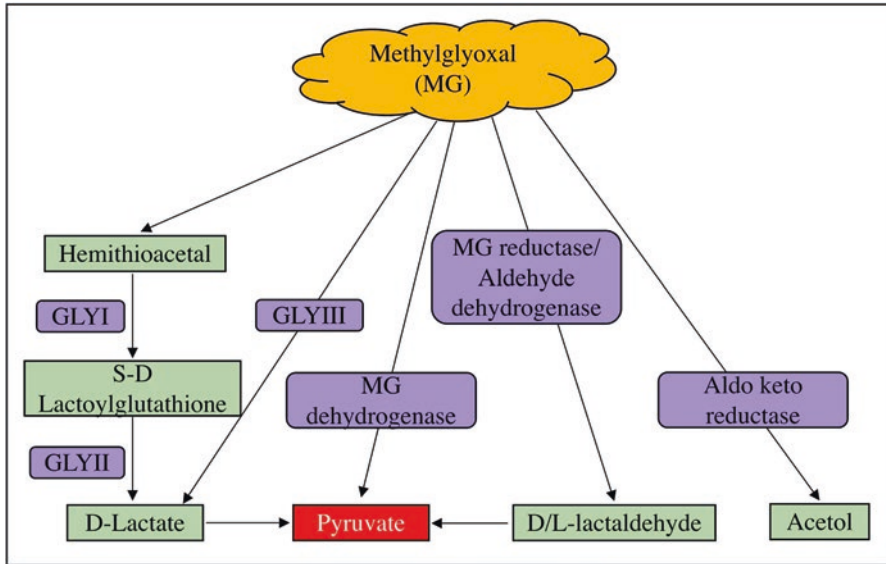 Methylglyoxal
(MG)
Hemithioacetal
MG reductase/
Aldehyde
dehydrogenase
GLYI
GLYIII
S-D
Lactoylglutathione
MG
dehydrogenase
Aldo keto
reductase
GLYII
D-Lactate
Pyruvate
D/L-lactaldehyde
Acetol